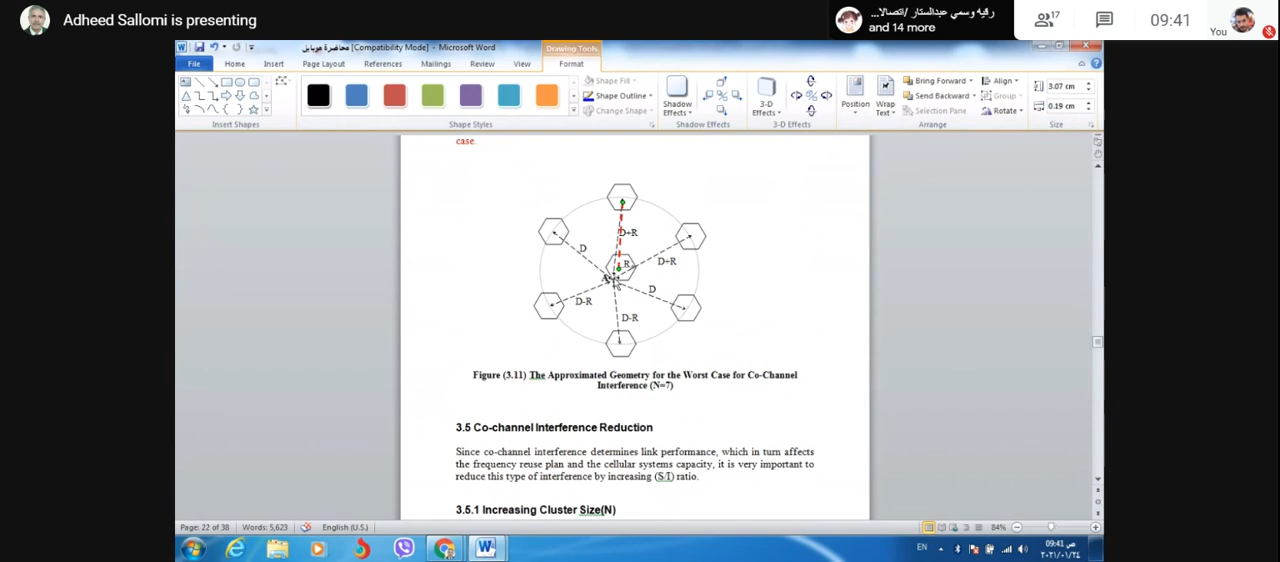 Adheed Sallomi is presenting
رقيه وسمي عبدالستار /اتصالا...
and 14 more
17
09:41
You
محاضرة موبايل [Compatibility Mode] - Microsoft Word
Drawing Tools
File Home Insert Page Layout References Mailings Review View Format
Shape Fill
Shape Outline
Change Shape
Shadow Effects
3-D Effects
Position
Wrap Text
Bring Forward
Send Backward
Selection Pane
Align
Group
Rotate
3.07 cm
0.19 cm
Insert Shapes Shape Styles Shadow Effects 3-D Effects Arrange Size
case.
D+R
D
D+R
R
A
D
D-R
D-R
Figure (3.11) The Approximated Geometry for the Worst Case for Co-Channel
Interference (N=7)
3.5 Co-channel Interference Reduction
Since co-channel interference determines link performance, which in turn affects
the frequency reuse plan and the cellular systems capacity, it is very important to
reduce this type of interference by increasing (S/I) ratio.
3.5.1 Increasing Cluster Size(N)
Page: 22 of 38 Words: 5,623 English (U.S.) 84%
EN
09:41 ص
٢٠٢١/٠١/٢٤